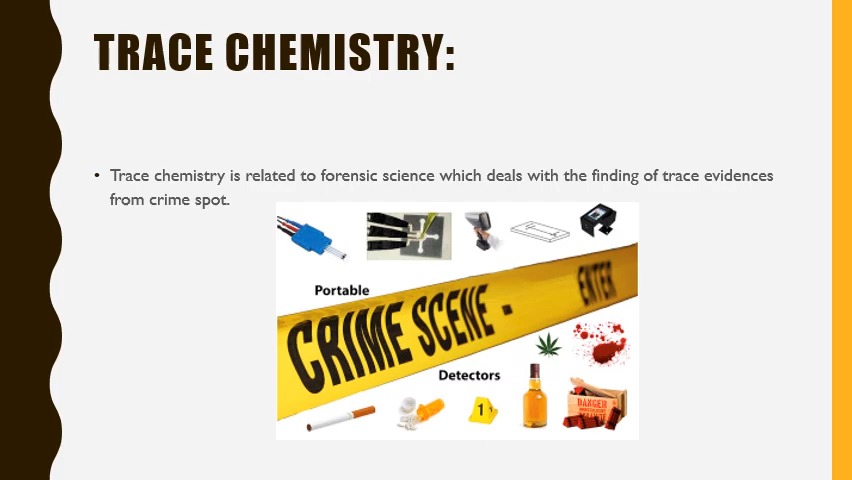 TRACE CHEMISTRY:
• Trace chemistry is related to forensic science which deals with the finding of trace evidences
from crime spot.
Portable
CRIME SCENE - ENTER
Detectors
1
DANGER